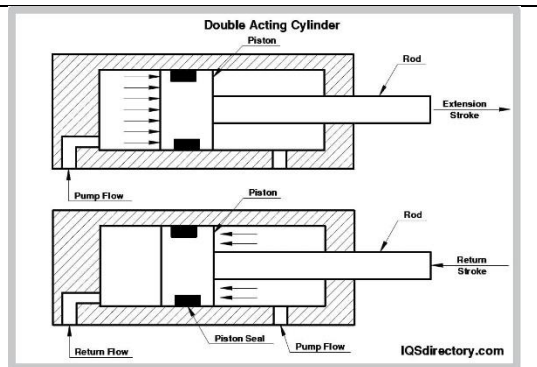 Double Acting Cylinder
Piston
Rod
Extension
Stroke
Pump Flow
Piston
Rod
Return
Stroke
Piston Seal
Return Flow
Pump Flow
IQSdirectory.com